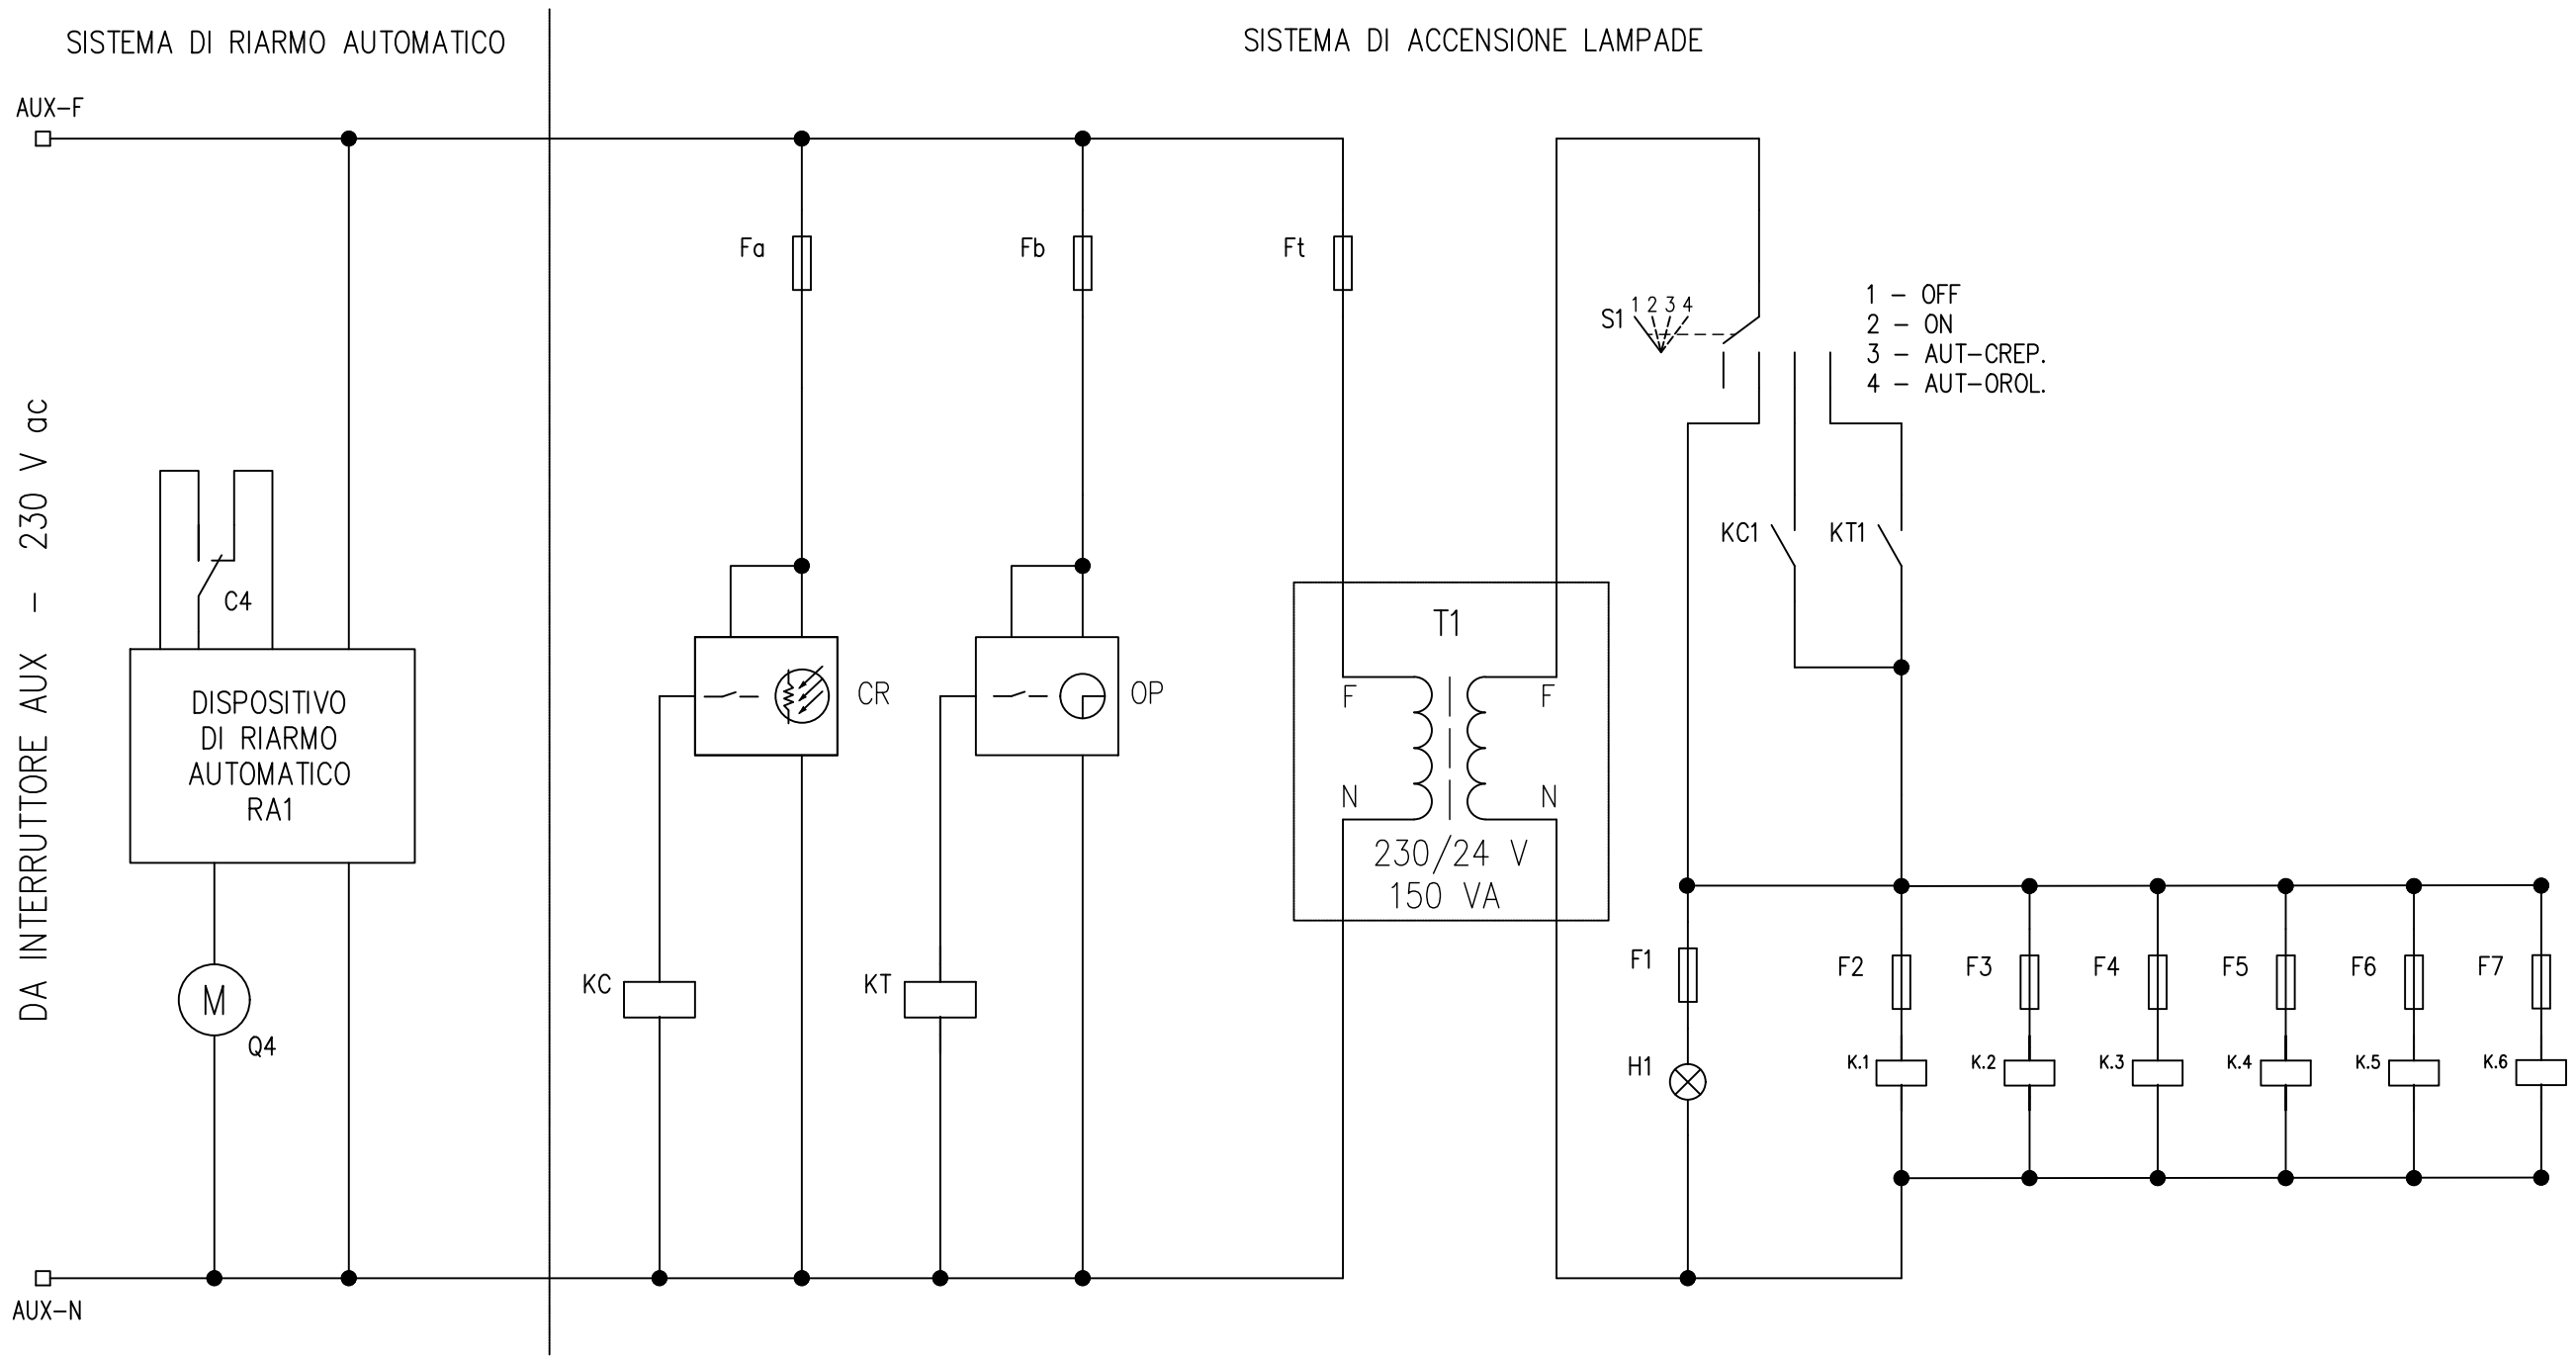 SISTEMA DI RIARMO AUTOMATICO
SISTEMA DI ACCENSIONE LAMPADE
AUX-F
Fa
Fb
Ft
S1
1 2 3 4
1 - OFF
2 - ON
3 - AUT-CREP.
4 - AUT-OROL.
DA INTERRUTTORE AUX - 230 V ac
KC1
KT1
C4
T1
DISPOSITIVO
DI RIARMO
AUTOMATICO
RA1
CR
OP
F
F
N
N
230/24 V
150 VA
KC
KT
M
Q4
F1
F2
F3
F4
F5
F6
F7
H1
K.1
K.2
K.3
K.4
K.5
K.6
AUX-N